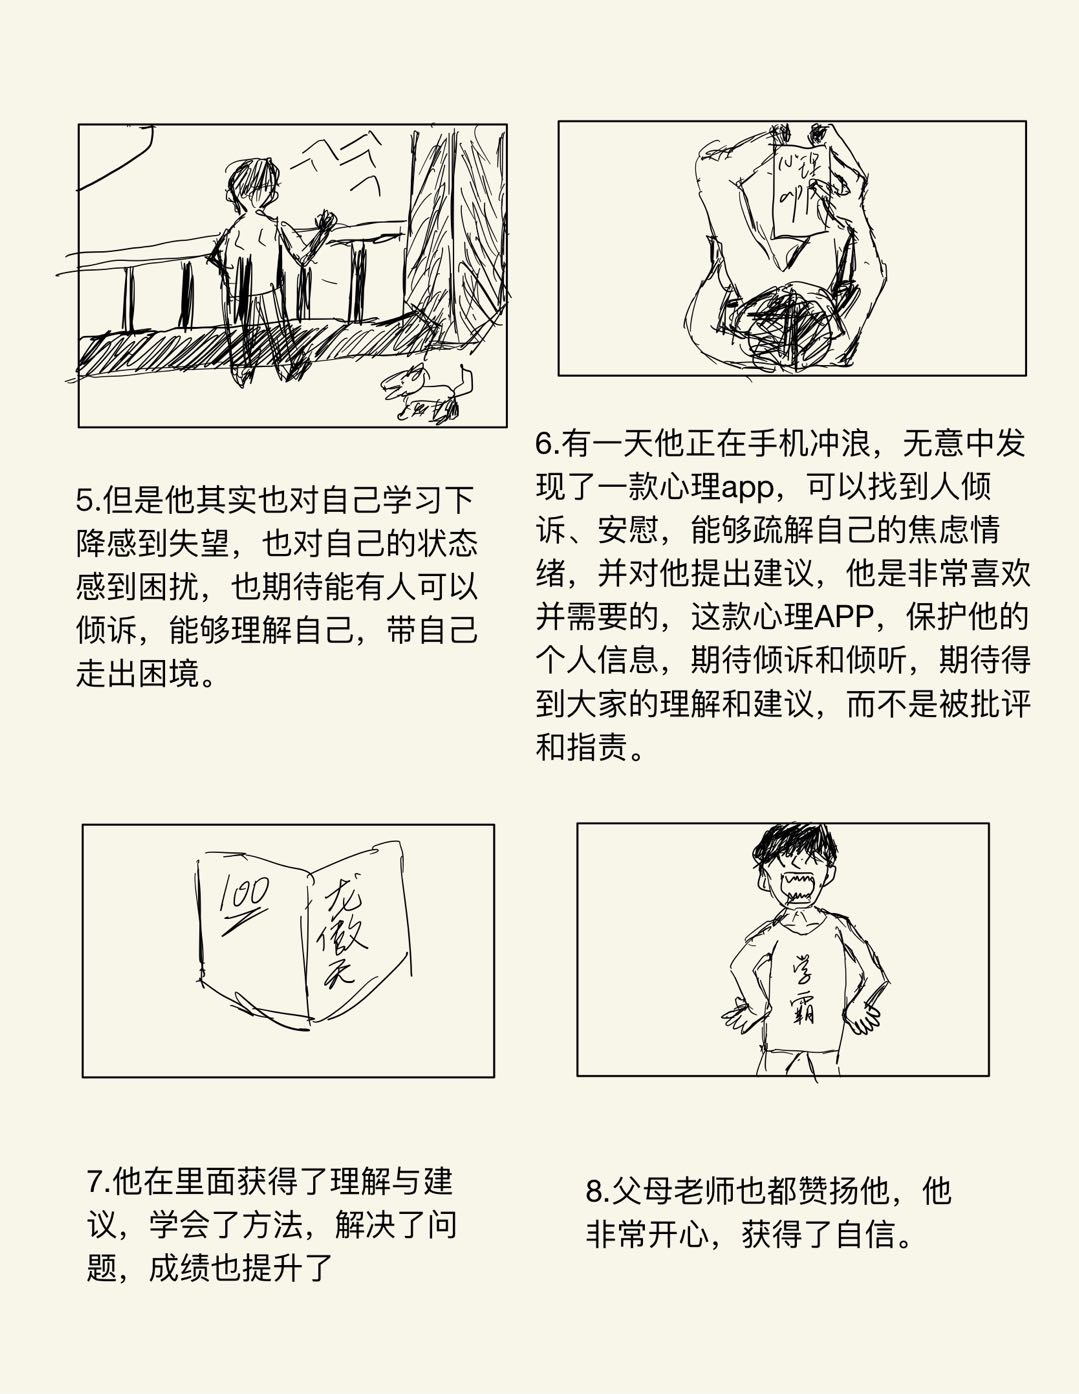 心理
app
5.但是他其实也对自己学习下
降感到失望，也对自己的状态
感到困扰，也期待能有人可以
倾诉，能够理解自己，带自己
走出困境。
6.有一天他正在手机冲浪，无意中发
现了一款心理app，可以找到人倾
诉、安慰，能够疏解自己的焦虑情
绪，并对他提出建议，他是非常喜欢
并需要的，这款心理APP，保护他的
个人信息，期待倾诉和倾听，期待得
到大家的理解和建议，而不是被批评
和指责。
100
龙
傲
天
学
霸
7.他在里面获得了理解与建
议，学会了方法，解决了问
题，成绩也提升了
8.父母老师也都赞扬他，他
非常开心，获得了自信。